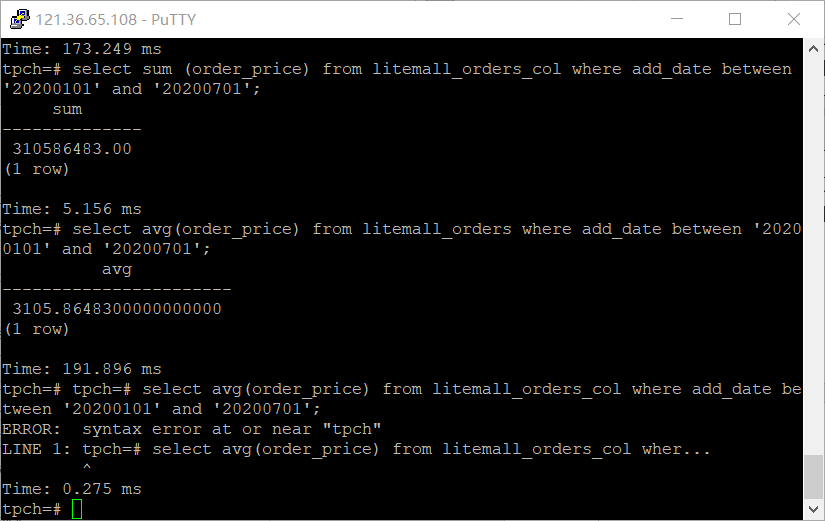 121.36.65.108 - PuTTY
Time: 173.249 ms
tpch=# select sum (order_price) from litemall_orders_col where add_date between
'20200101' and '20200701';
     sum
--------------
 310586483.00
(1 row)

Time: 5.156 ms
tpch=# select avg(order_price) from litemall_orders where add_date between '2020
0101' and '20200701';
          avg
-----------------------
 3105.8648300000000000
(1 row)

Time: 191.896 ms
tpch=# tpch=# select avg(order_price) from litemall_orders_col where add_date be
tween '20200101' and '20200701';
ERROR:  syntax error at or near "tpch"
LINE 1: tpch=# select avg(order_price) from litemall_orders_col wher...
        ^
Time: 0.275 ms
tpch=#